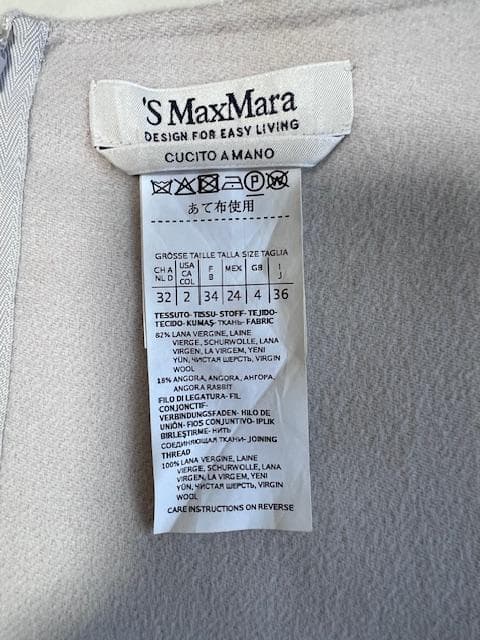 'S MaxMara
DESIGN FOR EASY LIVING
CUCITO A MANO
P W
あて布使用
GRÖSSE TAILLE TALLA SIZE TAGLIA
CH A NL D USA CA COL F B MEX GB I J
32 2 34 24 4 36
TESSUTO- TISSU- STOFF- TEJIDO-
TECIDO- KUMAŞ- ТКАНЬ- FABRIC
82% LANA VERGINE, LAINE
VIERGE, SCHURWOLLE, LANA
VIRGEN, LA VIRGEM, YENI
YÜN, ЧИСТАЯ ШЕРСТЬ, VIRGIN
WOOL
18% ANGORA, ANGORA, АНГОРА,
ANGORA RABBIT
FILO DI LEGATURA- FIL
CONJONCTIF-
VERBINDUNGSFADEN- HILO DE
UNIÓN- FIOS CONJUNTIVO- IPLIK
BIRLEŞTIRME- НИТЬ
СОЕДИНЯЮЩАЯ ТКАНИ- JOINING
THREAD
100% LANA VERGINE, LAINE
VIERGE, SCHURWOLLE, LANA
VIRGEN, LA VIRGEM, YENI
YÜN, ЧИСТАЯ ШЕРСТЬ, VIRGIN
WOOL
CARE INSTRUCTIONS ON REVERSE